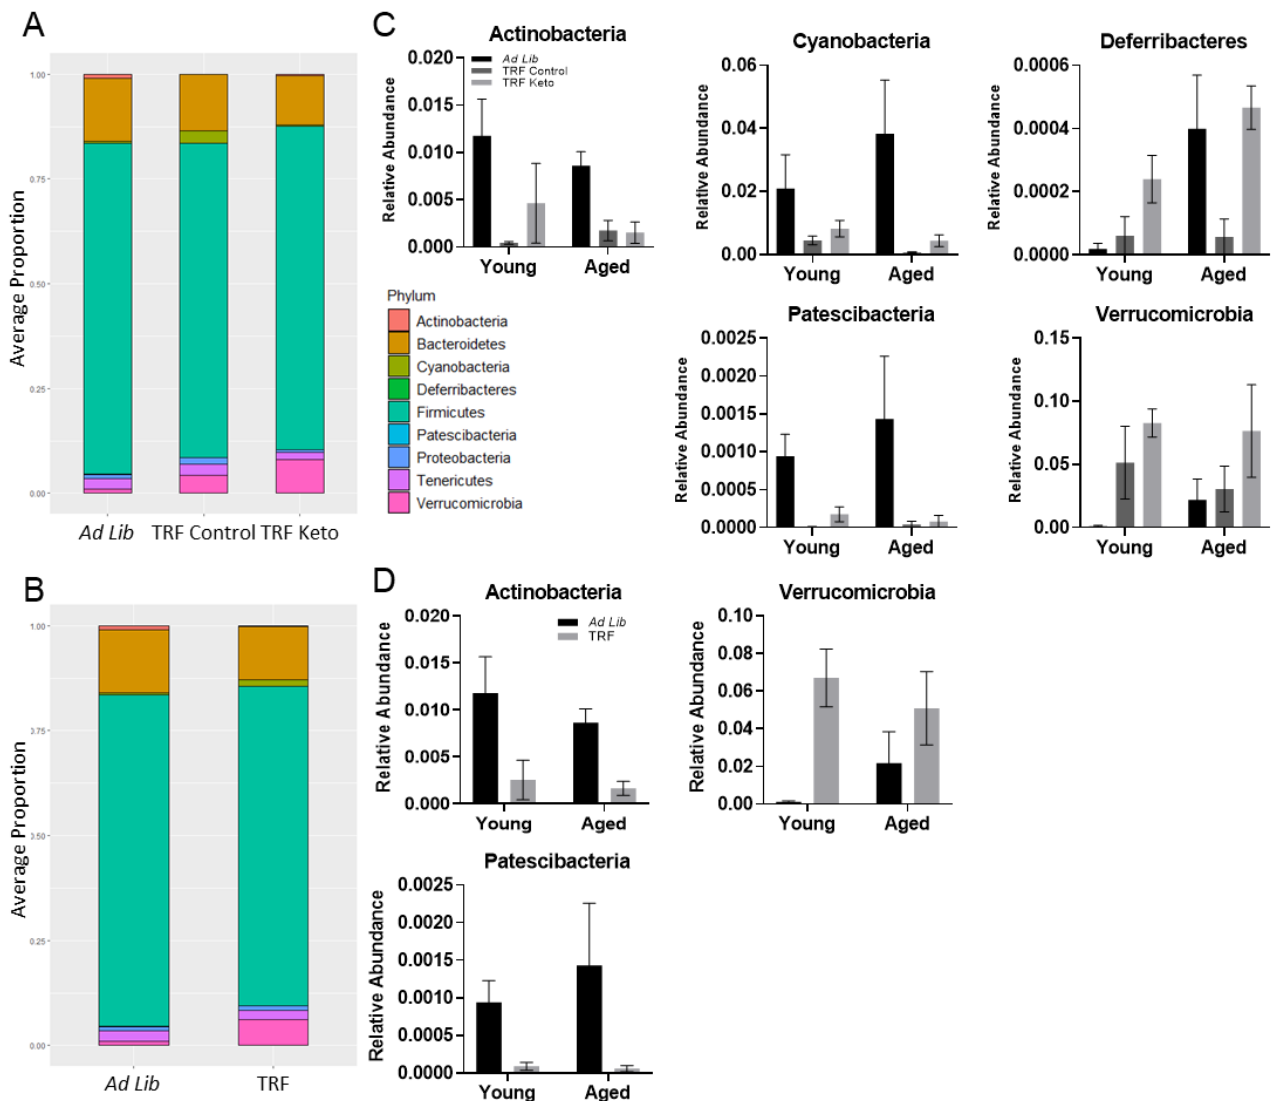 A
1.00
0.75
0.50
0.25
0.00
Average Proportion
Ad Lib
TRF Control
TRF Keto
C
Actinobacteria
Ad Lib
TRF Control
TRF Keto
0.020
0.015
0.010
0.005
0.000
Relative Abundance
Young
Aged
Cyanobacteria
0.06
0.04
0.02
0.00
Relative Abundance
Young
Aged
Deferribacteres
0.0006
0.0004
0.0002
0.0000
Relative Abundance
Young
Aged
Phylum
Actinobacteria
Bacteroidetes
Cyanobacteria
Deferribacteres
Firmicutes
Patescibacteria
Proteobacteria
Tenericutes
Verrucomicrobia
Patescibacteria
0.0025
0.0020
0.0015
0.0010
0.0005
0.0000
Relative Abundance
Young
Aged
Verrucomicrobia
0.15
0.10
0.05
0.00
Relative Abundance
Young
Aged
B
1.00
0.75
0.50
0.25
0.00
Average Proportion
Ad Lib
TRF
D
Actinobacteria
Ad Lib
TRF
0.020
0.015
0.010
0.005
0.000
Relative Abundance
Young
Aged
Verrucomicrobia
0.10
0.08
0.06
0.04
0.02
0.00
Relative Abundance
Young
Aged
Patescibacteria
0.0025
0.0020
0.0015
0.0010
0.0005
0.0000
Relative Abundance
Young
Aged